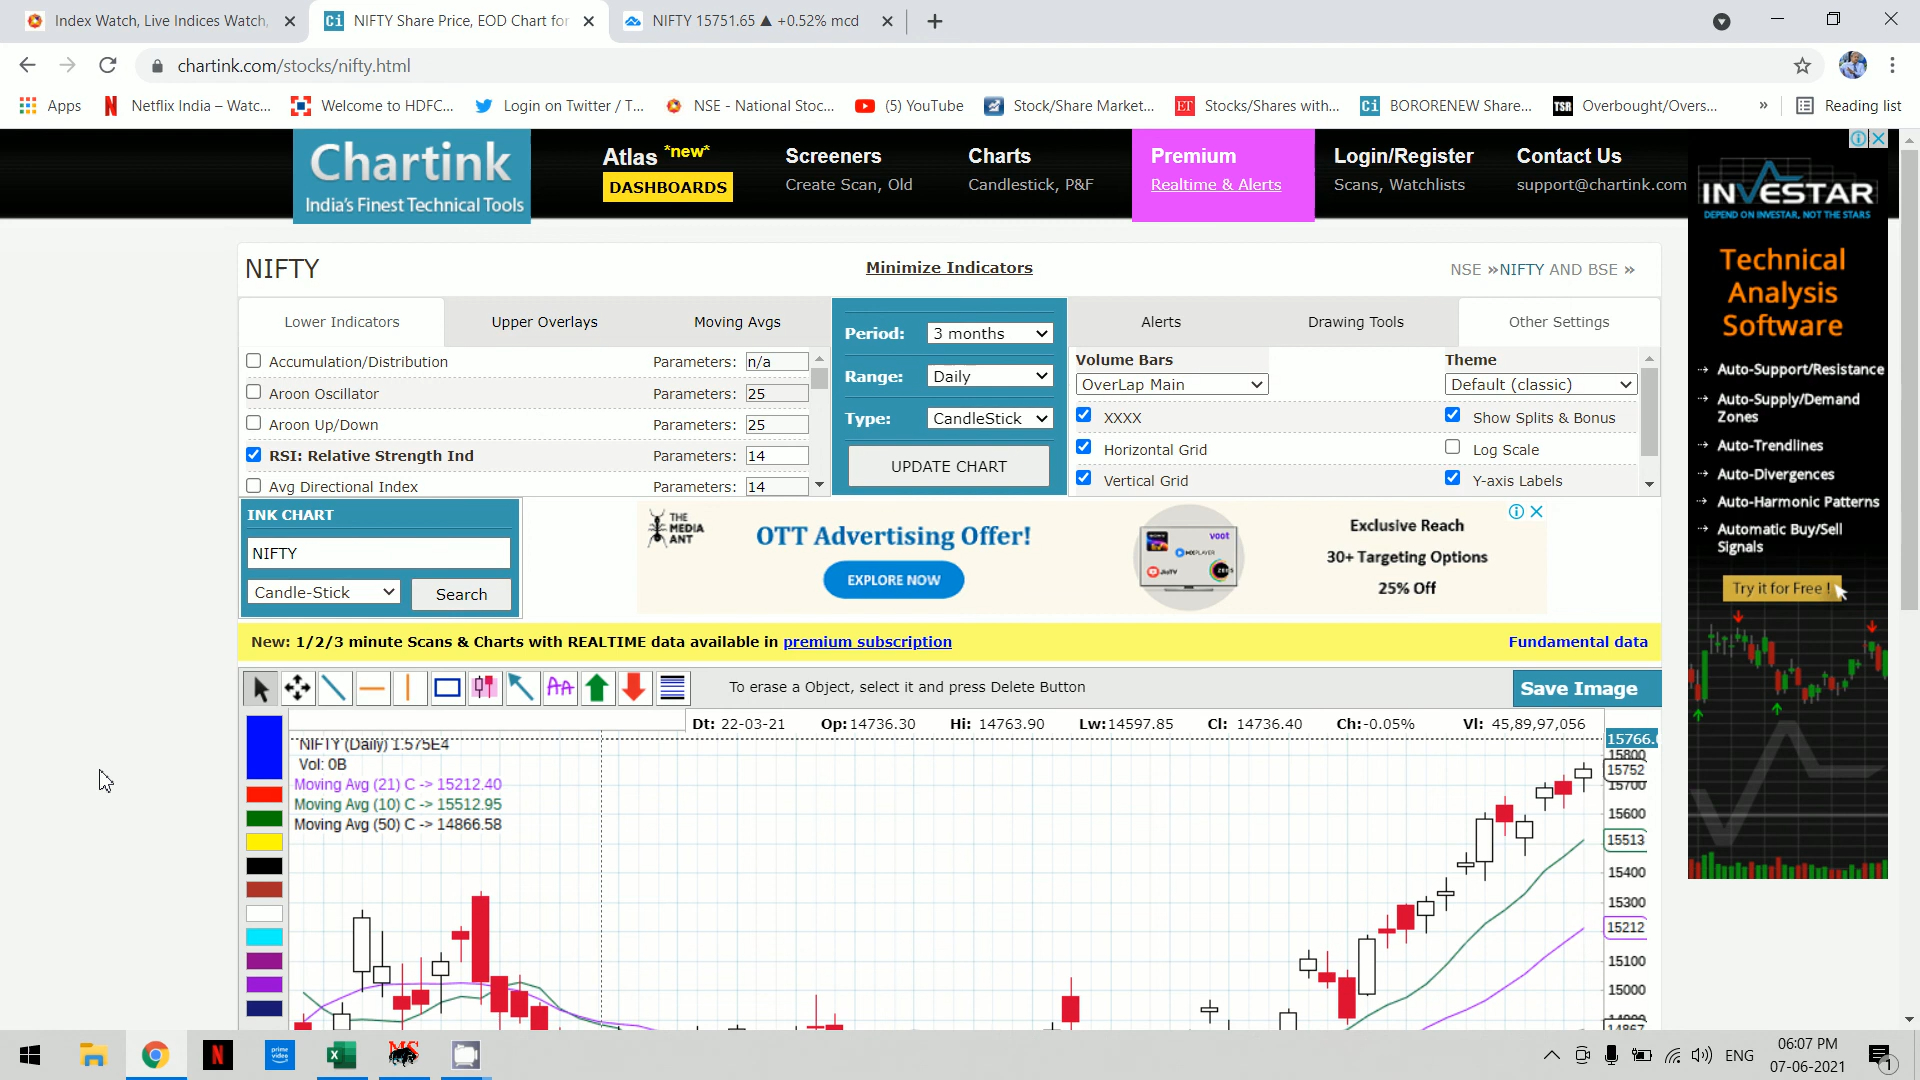 Index Watch, Live Indices Watch,
NIFTY Share Price, EOD Chart for
NIFTY 15751.65 ▲ +0.52% mcd
chartink.com/stocks/nifty.html
Apps
Netflix India – Watc...
Welcome to HDFC...
Login on Twitter / T...
NSE - National Stoc...
(5) YouTube
Stock/Share Market...
Stocks/Shares with...
BORORENEW Share...
Overbought/Overs...
»
Reading list
Chartink
India's Finest Technical Tools
Atlas *new*
DASHBOARDS
Screeners
Create Scan, Old
Charts
Candlestick, P&F
Premium
Realtime & Alerts
Login/Register
Scans, Watchlists
Contact Us
support@chartink.com
INVESTAR
DEPEND ON INVESTAR, NOT THE STARS
Technical
Analysis
Software
Auto-Support/Resistance
Auto-Supply/Demand
Zones
Auto-Trendlines
Auto-Divergences
Auto-Harmonic Patterns
Automatic Buy/Sell
Signals
Try it for Free !
NIFTY
Minimize Indicators
NSE »NIFTY AND BSE »
Lower Indicators
Upper Overlays
Moving Avgs
Accumulation/Distribution Parameters: n/a
Aroon Oscillator Parameters: 25
Aroon Up/Down Parameters: 25
RSI: Relative Strength Ind Parameters: 14
Avg Directional Index Parameters: 14
Period: 3 months
Range: Daily
Type: CandleStick
UPDATE CHART
Alerts
Drawing Tools
Other Settings
Volume Bars
OverLap Main
Theme
Default (classic)
XXXX
Show Splits & Bonus
Horizontal Grid
Log Scale
Vertical Grid
Y-axis Labels
INK CHART
NIFTY
Candle-Stick
Search
THE
MEDIA
ANT
OTT Advertising Offer!
EXPLORE NOW
voot
Exclusive Reach
30+ Targeting Options
25% Off
New: 1/2/3 minute Scans & Charts with REALTIME data available in premium subscription
Fundamental data
To erase a Object, select it and press Delete Button
Save Image
Dt: 22-03-21 Op:14736.30 Hi: 14763.90 Lw:14597.85 Cl: 14736.40 Ch:-0.05% Vl: 45,89,97,056
NIFTY (Daily) 1.575E4
Vol: 0B
Moving Avg (21) C -> 15212.40
Moving Avg (10) C -> 15512.95
Moving Avg (50) C -> 14866.58
15800
15752
15700
15600
15513
15400
15300
15212
15100
15000
14867
ENG
06:07 PM
07-06-2021
1